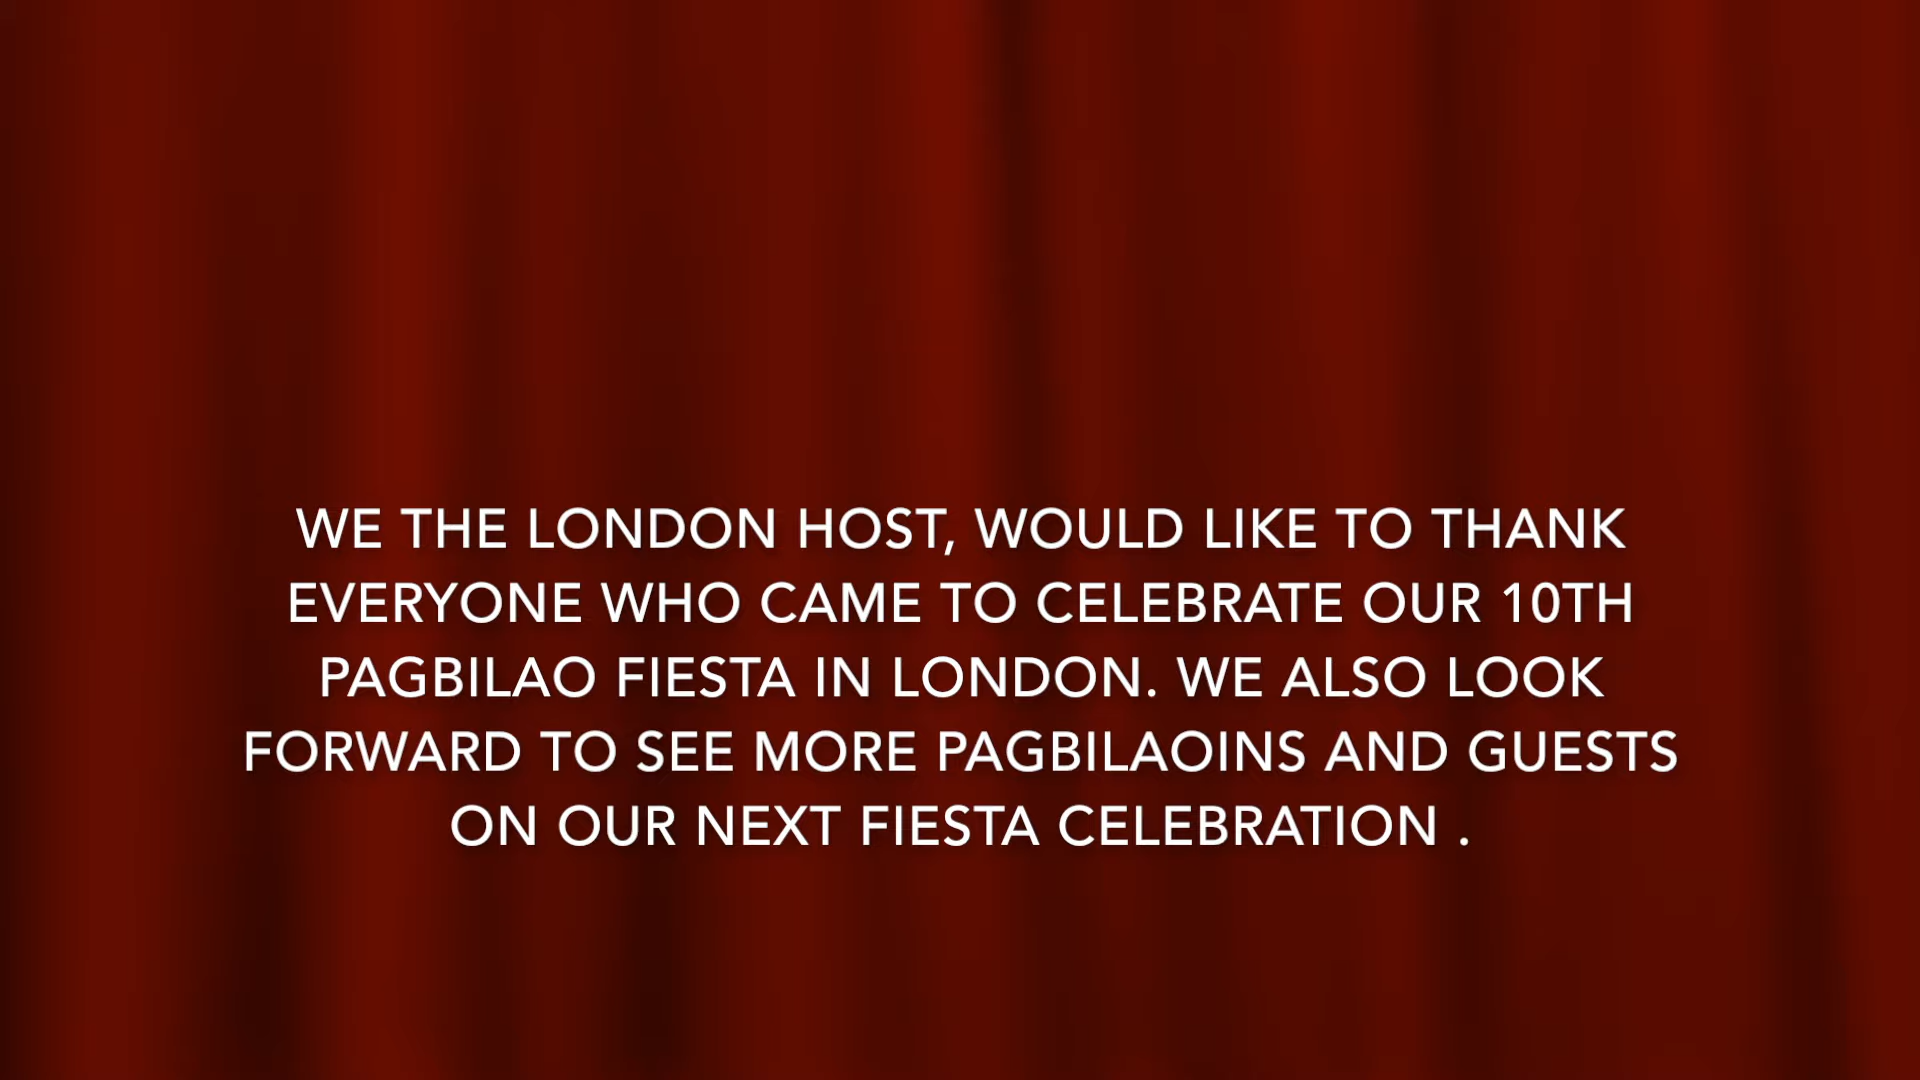 WE THE LONDON HOST, WOULD LIKE TO THANK
EVERYONE WHO CAME TO CELEBRATE OUR 10TH
PAGBILAO FIESTA IN LONDON. WE ALSO LOOK
FORWARD TO SEE MORE PAGBILAOINS AND GUESTS
ON OUR NEXT FIESTA CELEBRATION .